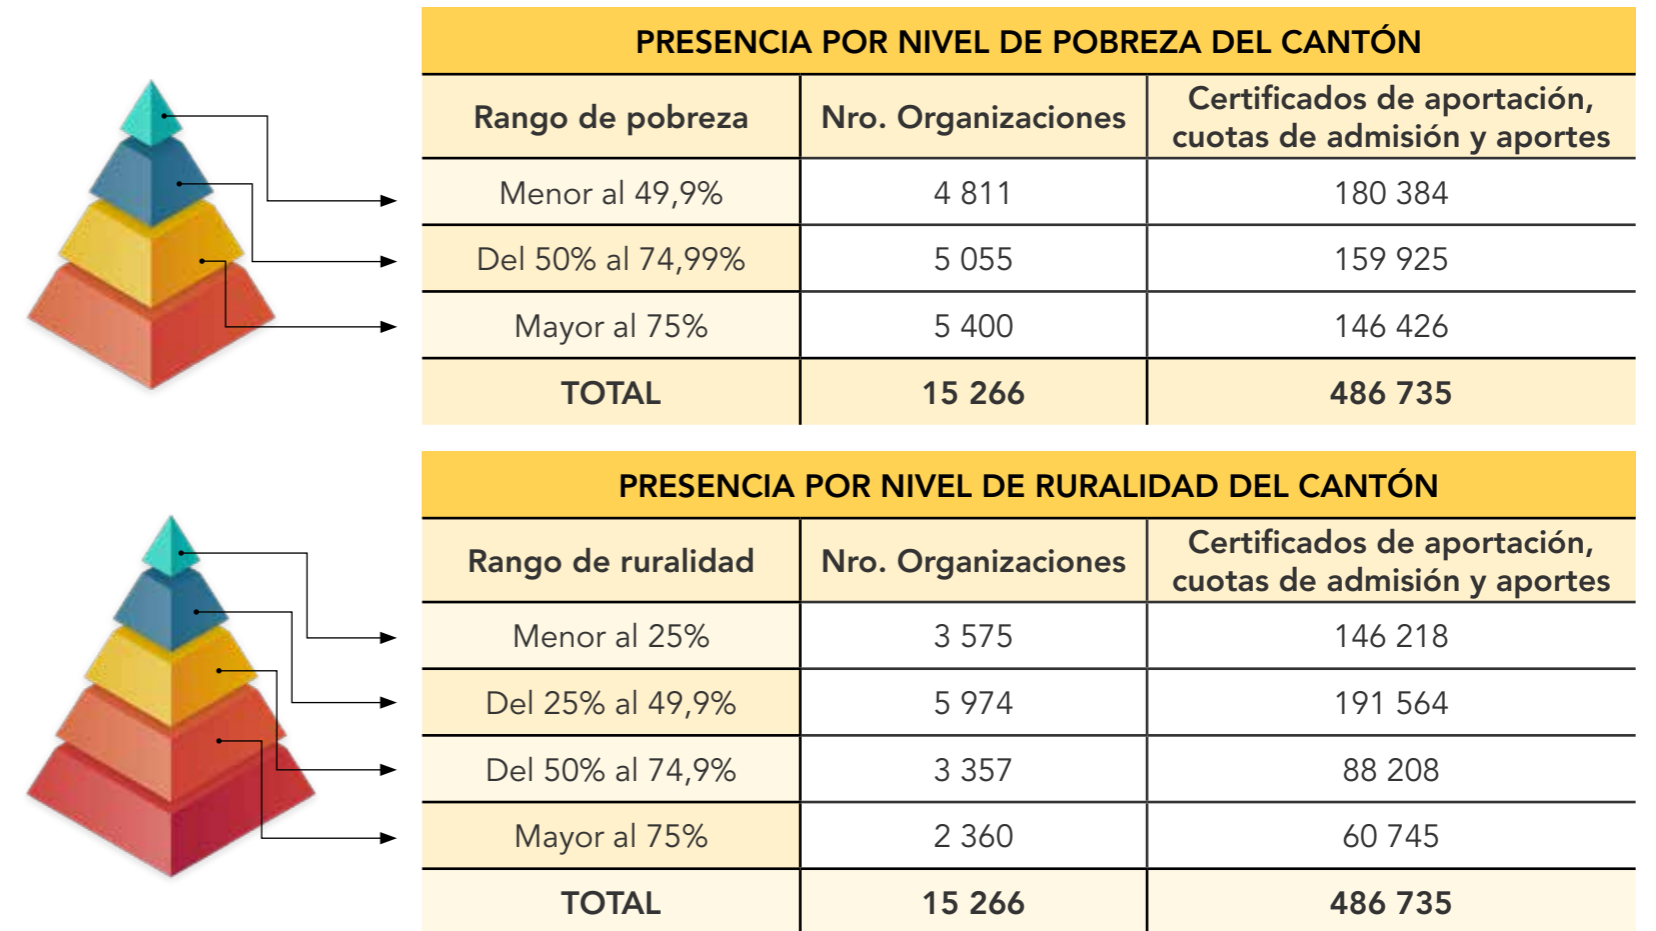 PRESENCIA POR NIVEL DE POBREZA DEL CANTÓN
Rango de pobreza Nro. Organizaciones Certificados de aportación,
cuotas de admisión y aportes
Menor al 49,9% 4 811 180 384
Del 50% al 74,99% 5 055 159 925
Mayor al 75% 5 400 146 426
TOTAL 15 266 486 735
PRESENCIA POR NIVEL DE RURALIDAD DEL CANTÓN
Rango de ruralidad Nro. Organizaciones Certificados de aportación,
cuotas de admisión y aportes
Menor al 25% 3 575 146 218
Del 25% al 49,9% 5 974 191 564
Del 50% al 74,9% 3 357 88 208
Mayor al 75% 2 360 60 745
TOTAL 15 266 486 735